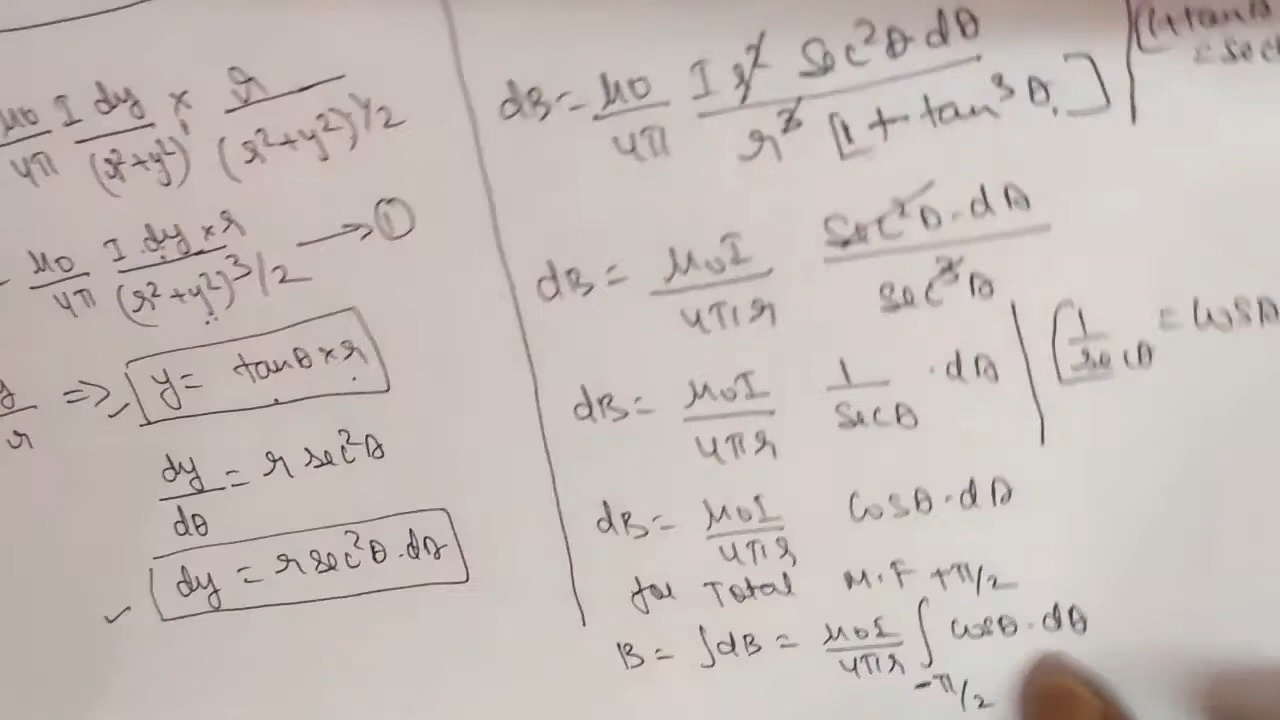 μ0/4π I dy/(r²+y²)¹ × r/(r²+y²)^1/2
μ0/4π I.dy×r/(r²+y²)^3/2 → ①
y/r => y = tanθ×r
dy/dθ = r sec²θ
dy = r sec²θ.dθ
dB = μ0/4π I r² sec²θ dθ / r³ [1 + tan³θ.]
dB = μ0I/4πr sec²θ.dθ/sec³θ
dB = μ0I/4πr 1/secθ .dθ [1/secθ = cosθ
dB = μ0I/4πr cosθ.dθ
for Total M.F
B = ∫dB = μ0I/4πr ∫ -π/2 +π/2 cosθ.dθ